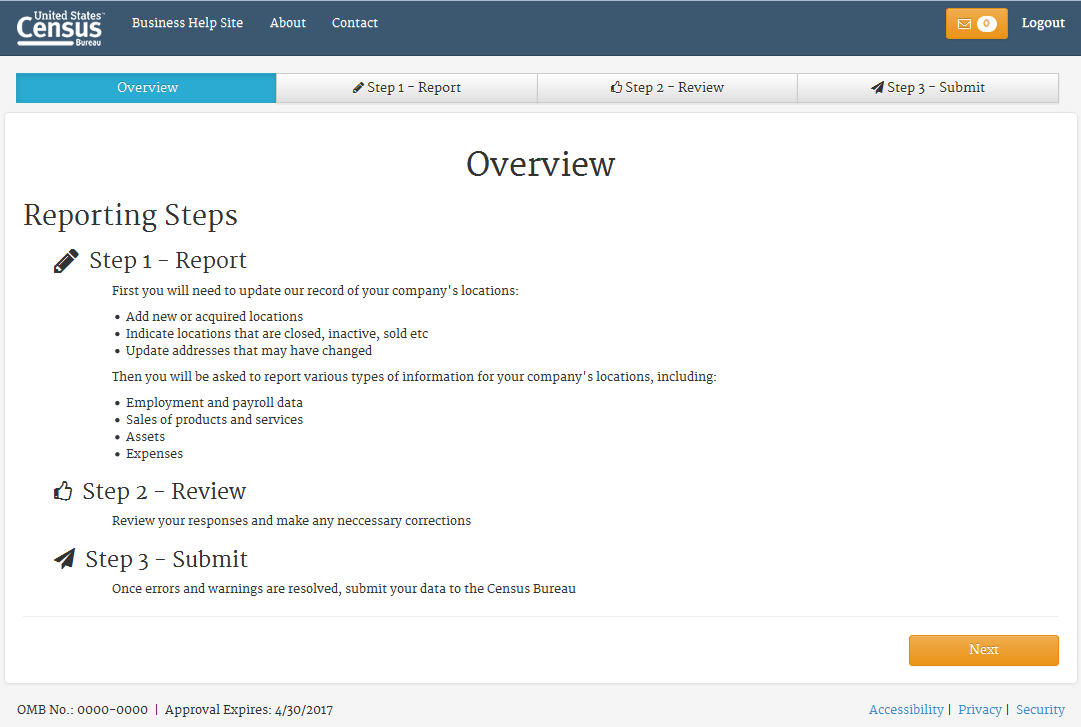 United States™
Census
Bureau
Business Help Site About Contact 0 Logout
Overview Step 1 - Report Step 2 - Review Step 3 - Submit
Overview
Reporting Steps
Step 1 - Report
First you will need to update our record of your company's locations:
• Add new or acquired locations
• Indicate locations that are closed, inactive, sold etc
• Update addresses that may have changed
Then you will be asked to report various types of information for your company's locations, including:
• Employment and payroll data
• Sales of products and services
• Assets
• Expenses
Step 2 - Review
Review your responses and make any neccessary corrections
Step 3 - Submit
Once errors and warnings are resolved, submit your data to the Census Bureau
Next
OMB No.: 0000-0000 | Approval Expires: 4/30/2017 Accessibility | Privacy | Security